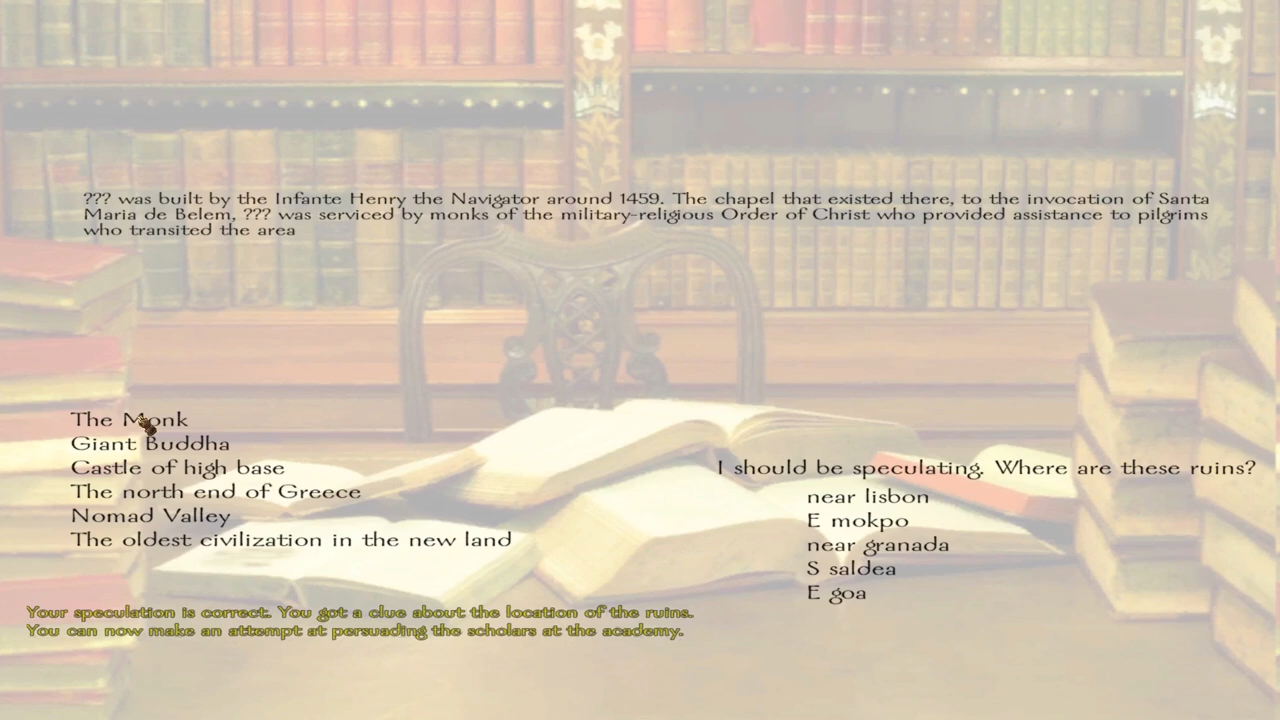 ??? was built by the Infante Henry the Navigator around 1459. The chapel that existed there, to the invocation of Santa
Maria de Belem, ??? was serviced by monks of the military-religious Order of Christ who provided assistance to pilgrims
who transited the area
The Monk
Giant Buddha
Castle of high base
The north end of Greece
Nomad Valley
The oldest civilization in the new land
I should be speculating. Where are these ruins?
near lisbon
E mokpo
near granada
S saldea
E goa
Your speculation is correct. You got a clue about the location of the ruins.
You can now make an attempt at persuading the scholars at the academy.